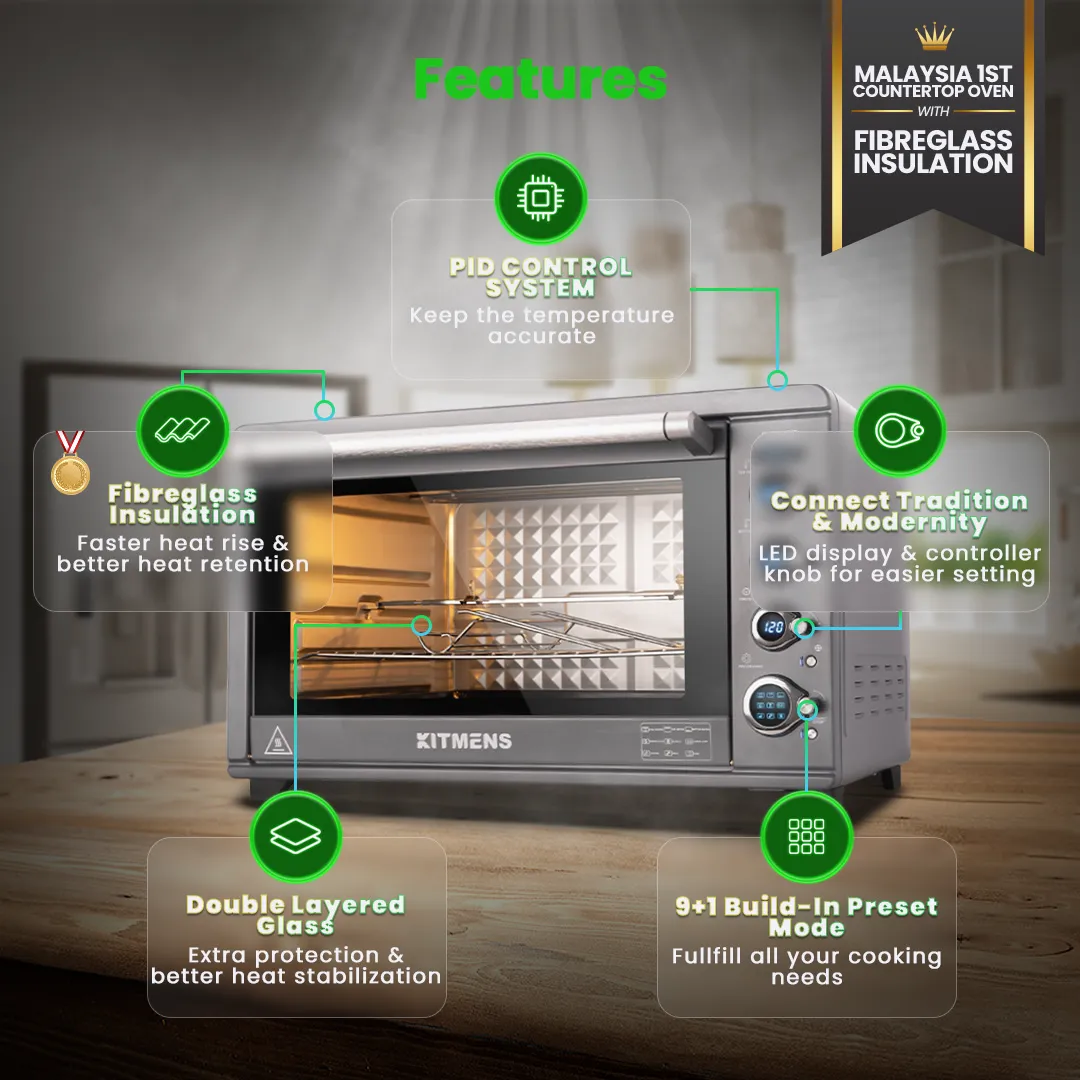 Features
MALAYSIA 1ST
COUNTERTOP OVEN
WITH
FIBREGLASS
INSULATION
PID CONTROL
SYSTEM
Keep the temperature
accurate
Fibreglass
Insulation
Faster heat rise &
better heat retention
Connect Tradition
& Modernity
LED display & controller
knob for easier setting
120
KITMENS
Double Layered
Glass
Extra protection &
better heat stabilization
9+1 Build-In Preset
Mode
Fullfill all your cooking
needs